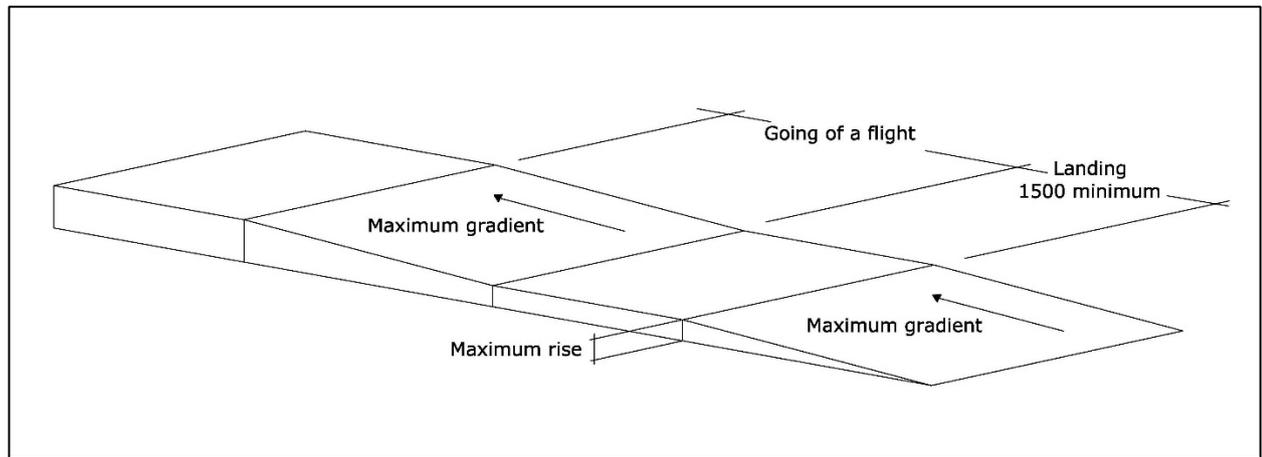 Going of a flight
Landing
1500 minimum
Maximum gradient
Maximum gradient
Maximum rise